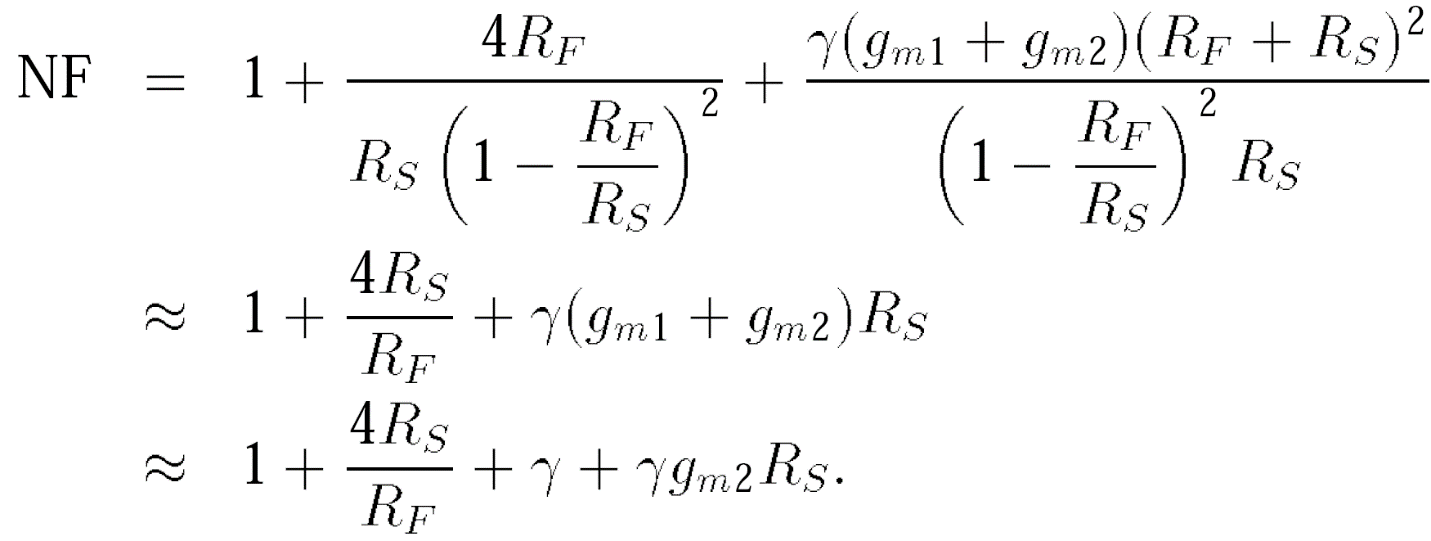 NF = 1 + \frac{4R_F}{R_S \left(1 - \frac{R_F}{R_S}\right)^2} + \frac{\gamma(g_{m1} + g_{m2})(R_F + R_S)^2}{\left(1 - \frac{R_F}{R_S}\right)^2 R_S}
≈ 1 + \frac{4R_S}{R_F} + \gamma(g_{m1} + g_{m2})R_S
≈ 1 + \frac{4R_S}{R_F} + \gamma + \gamma g_{m2}R_S.